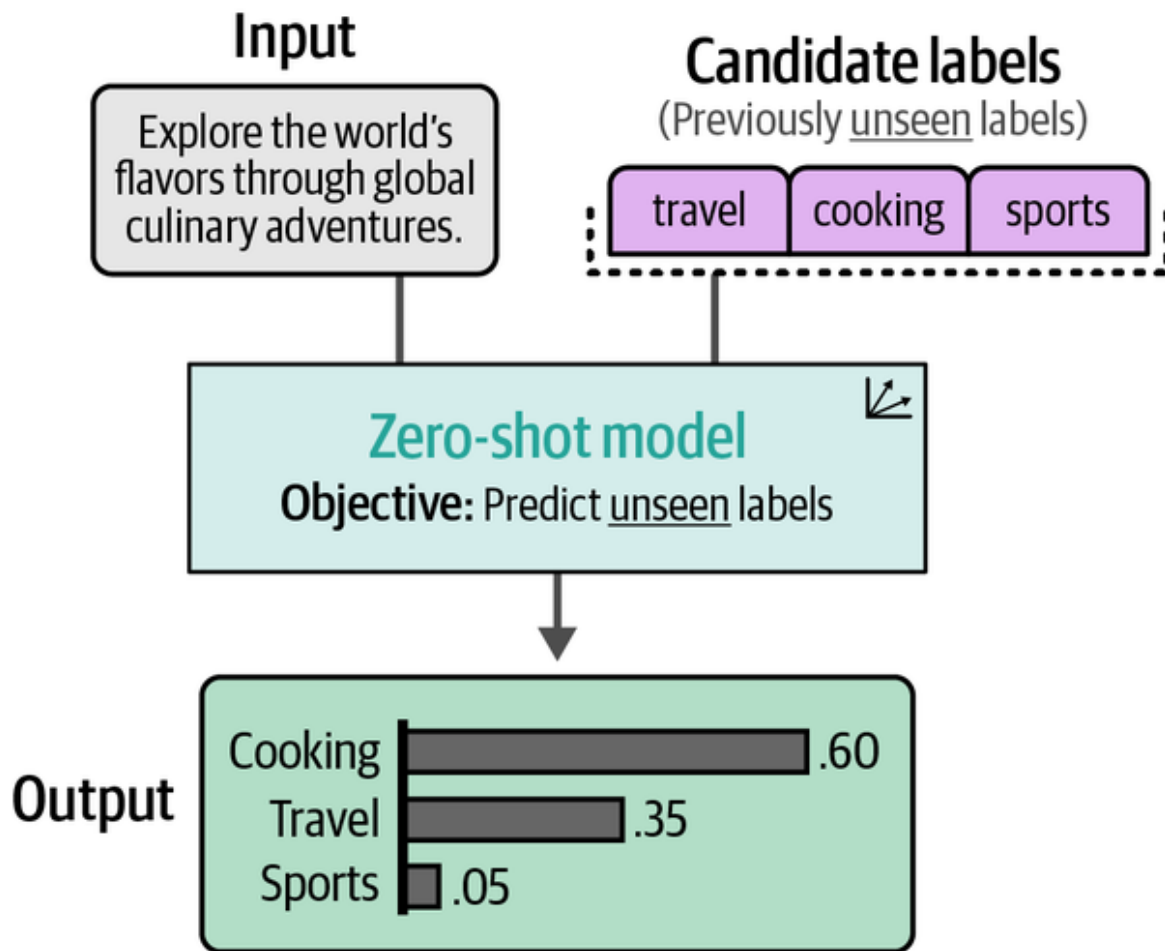 Input
Explore the world's
flavors through global
culinary adventures.
Candidate labels
(Previously unseen labels)
travel cooking sports
Zero-shot model
Objective: Predict unseen labels
Output
Cooking .60
Travel .35
Sports .05